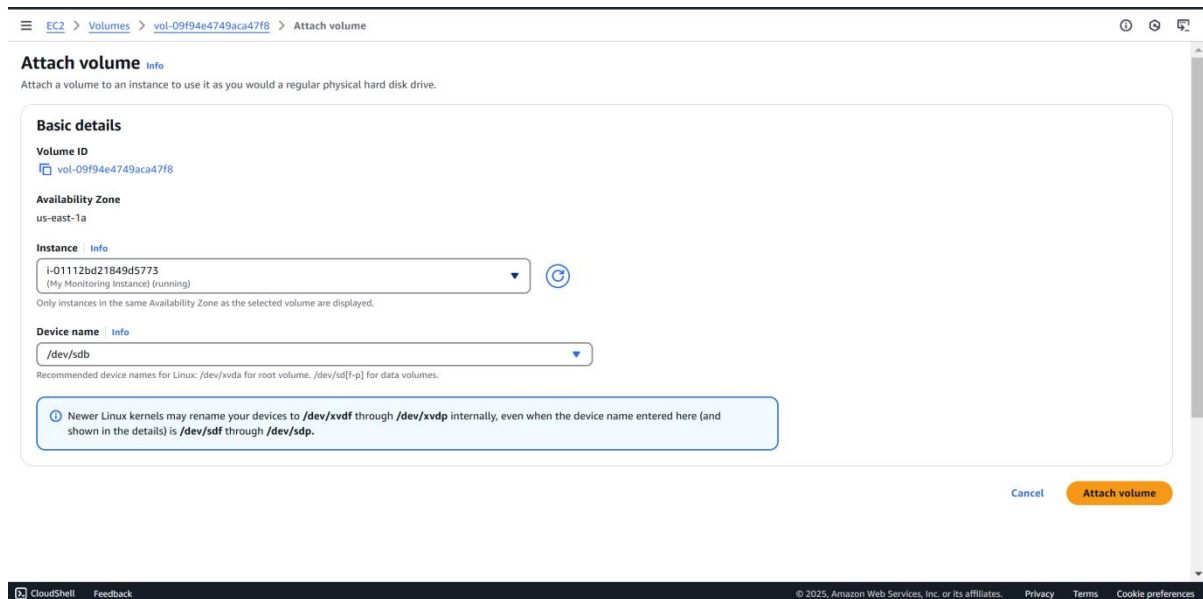 EC2 > Volumes > vol-09f94e4749aca47f8 > Attach volume
Attach volume Info
Attach a volume to an instance to use it as you would a regular physical hard disk drive.
Basic details
Volume ID
vol-09f94e4749aca47f8
Availability Zone
us-east-1a
Instance Info
i-01112bd21849d5773
(My Monitoring Instance) (running)
Only instances in the same Availability Zone as the selected volume are displayed.
Device name Info
/dev/sdb
Recommended device names for Linux: /dev/xvda for root volume. /dev/sd[f-p] for data volumes.
Newer Linux kernels may rename your devices to /dev/xvdf through /dev/xvdp internally, even when the device name entered here (and
shown in the details) is /dev/sdf through /dev/sdp.
Cancel Attach volume
CloudShell Feedback © 2025, Amazon Web Services, Inc. or its affiliates. Privacy Terms Cookie preferences